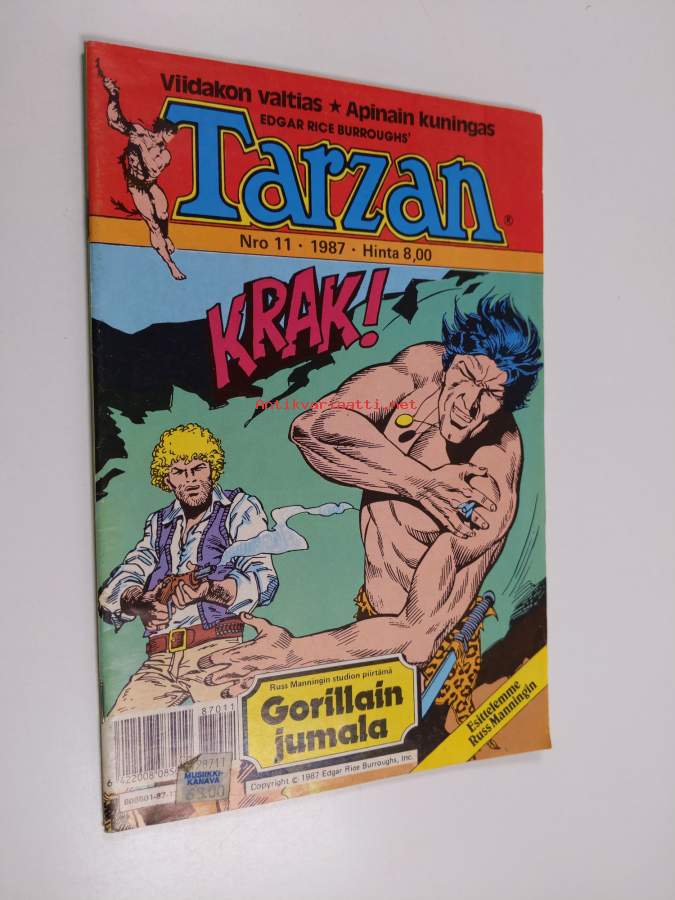 Viidakon valtias ★ Apinain kuningas
EDGAR RICE BURROUGHS'
Tarzan®
Nro 11 · 1987 · Hinta 8,00
KRAK!
Antikvariaatti.net
Russ Manningin studion piirtämä
Gorillain
jumala
Esittelemme
Russ Manningin
Copyright © 1987 Edgar Rice Burroughs, Inc.
87011
MUSIIKKI-
KANAVA